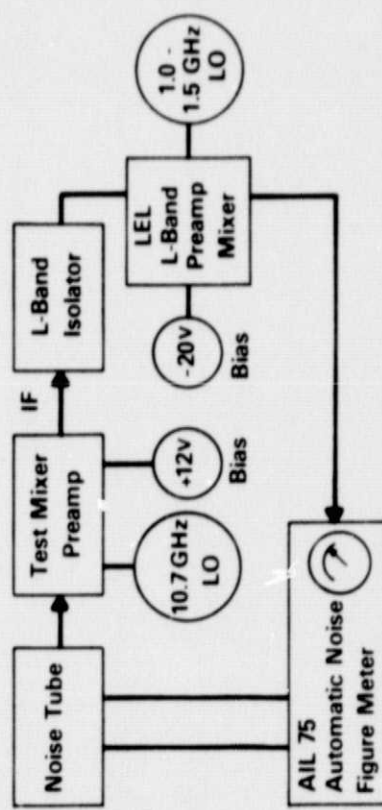 Noise Tube
Test Mixer
Preamp
IF
L-Band
Isolator
10.7 GHz
LO
+12V
Bias
-20V
Bias
LEL
L-Band
Preamp
Mixer
1.0 -
1.5 GHz
LO
AIL 75
Automatic Noise
Figure Meter